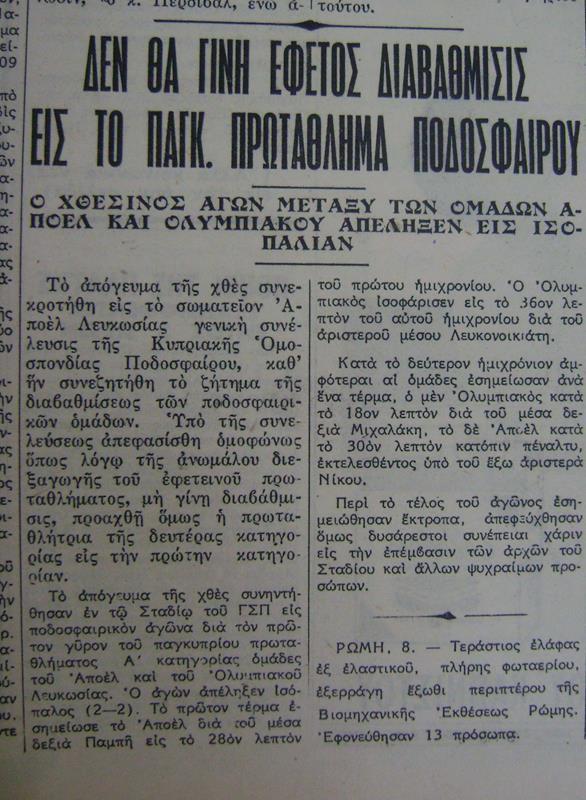 ΔΕΝ ΘΑ ΓΙΝΗ ΕΦΕΤΟΣ ΔΙΑΒΑΘΜΙΣΙΣ
ΕΙΣ ΤΟ ΠΑΓΚ. ΠΡΩΤΑΘΛΗΜΑ ΠΟΔΟΣΦΑΙΡΟΥ
Ο ΧΘΕΣΙΝΟΣ ΑΓΩΝ ΜΕΤΑΞΥ ΤΩΝ ΟΜΑΔΩΝ Α-
ΠΟΕΛ ΚΑΙ ΟΛΥΜΠΙΑΚΟΥ ΑΠΕΛΗΞΕΝ ΕΙΣ ΙΣΟ-
ΠΑΛΙΑΝ
Τὸ ἀπόγευμα τῆς χθὲς συνε-
κροτήθη εἰς τὸ σωματεῖον Ἀ-
ποὲλ Λευκωσίας γενικὴ συνέ-
λευσις τῆς Κυπριακῆς Ὁμο-
σπονδίας Ποδοσφαίρου, καθ'
ἣν συνεζητήθη τὸ ζήτημα τῆς
διαβαθμίσεως τῶν ποδοσφαιρι-
κῶν ὁμάδων. Ὑπὸ τῆς συνε-
λεύσεως ἀπεφασίσθη ὁμοφώνως
ὅπως λόγῳ τῆς ἀνωμάλου διε-
ξαγωγῆς τοῦ ἐφετεινοῦ πρω-
ταθλήματος, μὴ γίνῃ διαβάθμι-
σις, προαχθῇ ὅμως ἡ πρωτα-
θλήτρια τῆς δευτέρας κατηγο-
ρίας εἰς τὴν πρώτην κατηγο-
ρίαν.
Τὸ ἀπόγευμα τῆς χθὲς συνηντή-
θησαν ἐν τῷ Σταδίῳ τοῦ ΓΣΠ εἰς
ποδοσφαιρικὸν ἀγῶνα διὰ τὸν πρῶ-
τον γῦρον τοῦ παγκυπρίου πρωτα-
θλήματος Α΄ κατηγορίας ὁμάδες
τοῦ Ἀποὲλ καὶ τοῦ Ὀλυμπιακοῦ
Λευκωσίας. Ὁ ἀγὼν ἀπέληξεν ἰσό-
παλος (2—2). Τὸ πρῶτον τέρμα ἐ-
σημείωσε τὸ Ἀποὲλ διὰ τοῦ μέσα
δεξιὰ Παμπῆ εἰς τὸ 28ὸν λεπτὸν
τοῦ πρώτου ἡμιχρονίου. Ὁ Ὀλυμ-
πιακὸς ἰσοφάρισεν εἰς τὸ 36ον λε-
πτὸν τοῦ αὐτοῦ ἡμιχρονίου διὰ τοῦ
ἀριστεροῦ μέσου Λευκονοικιάτη.
Κατὰ τὸ δεύτερον ἡμιχρόνιον ἀμ-
φότεραι αἱ ὁμάδες ἐσημείωσαν ἀνὰ
ἕνα τέρμα, ὁ μὲν Ὀλυμπιακὸς κατὰ
τὸ 18ον λεπτὸν διὰ τοῦ μέσα δε-
ξιὰ Μιχαλάκη, τὸ δὲ Ἀποὲλ κατὰ
τὸ 30ὸν λεπτὸν κατόπιν πέναλτυ,
ἐκτελεσθέντος ὑπὸ τοῦ ἔξω ἀριστερὰ
Νίκου.
Περὶ τὸ τέλος τοῦ ἀγῶνος ἐση-
μειώθησαν ἔκτροπα, ἀπεφεύχθησαν
ὅμως δυσάρεστοι συνέπειαι χάριν
εἰς τὴν ἐπέμβασιν τῶν ἀρχῶν τοῦ
Σταδίου καὶ ἄλλων ψυχραίμων προ-
σώπων.
ΡΩΜΗ, 8. — Τεράστιος ἐλάφας
ἐξ ἐλαστικοῦ, πλήρης φωταερίου,
ἐξερράγη ἔξωθι περιπτέρου τῆς
Βιομηχανικῆς Ἐκθέσεως Ρώμης.
Ἐφονεύθησαν 13 πρόσωπα.